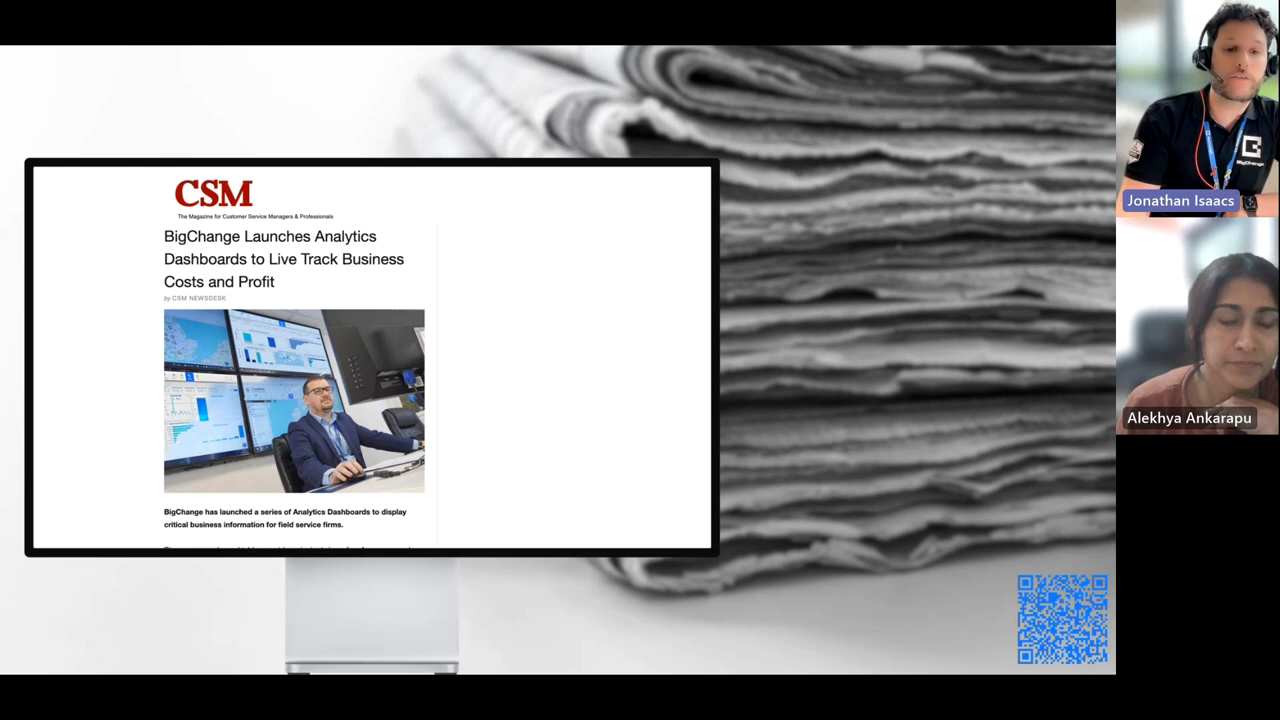 CSM
The Magazine for Customer Service Managers & Professionals
BigChange Launches Analytics
Dashboards to Live Track Business
Costs and Profit
by CSM NEWSDESK
BigChange has launched a series of Analytics Dashboards to display
critical business information for field service firms.
BigChange
Jonathan Isaacs
Alekhya Ankarapu